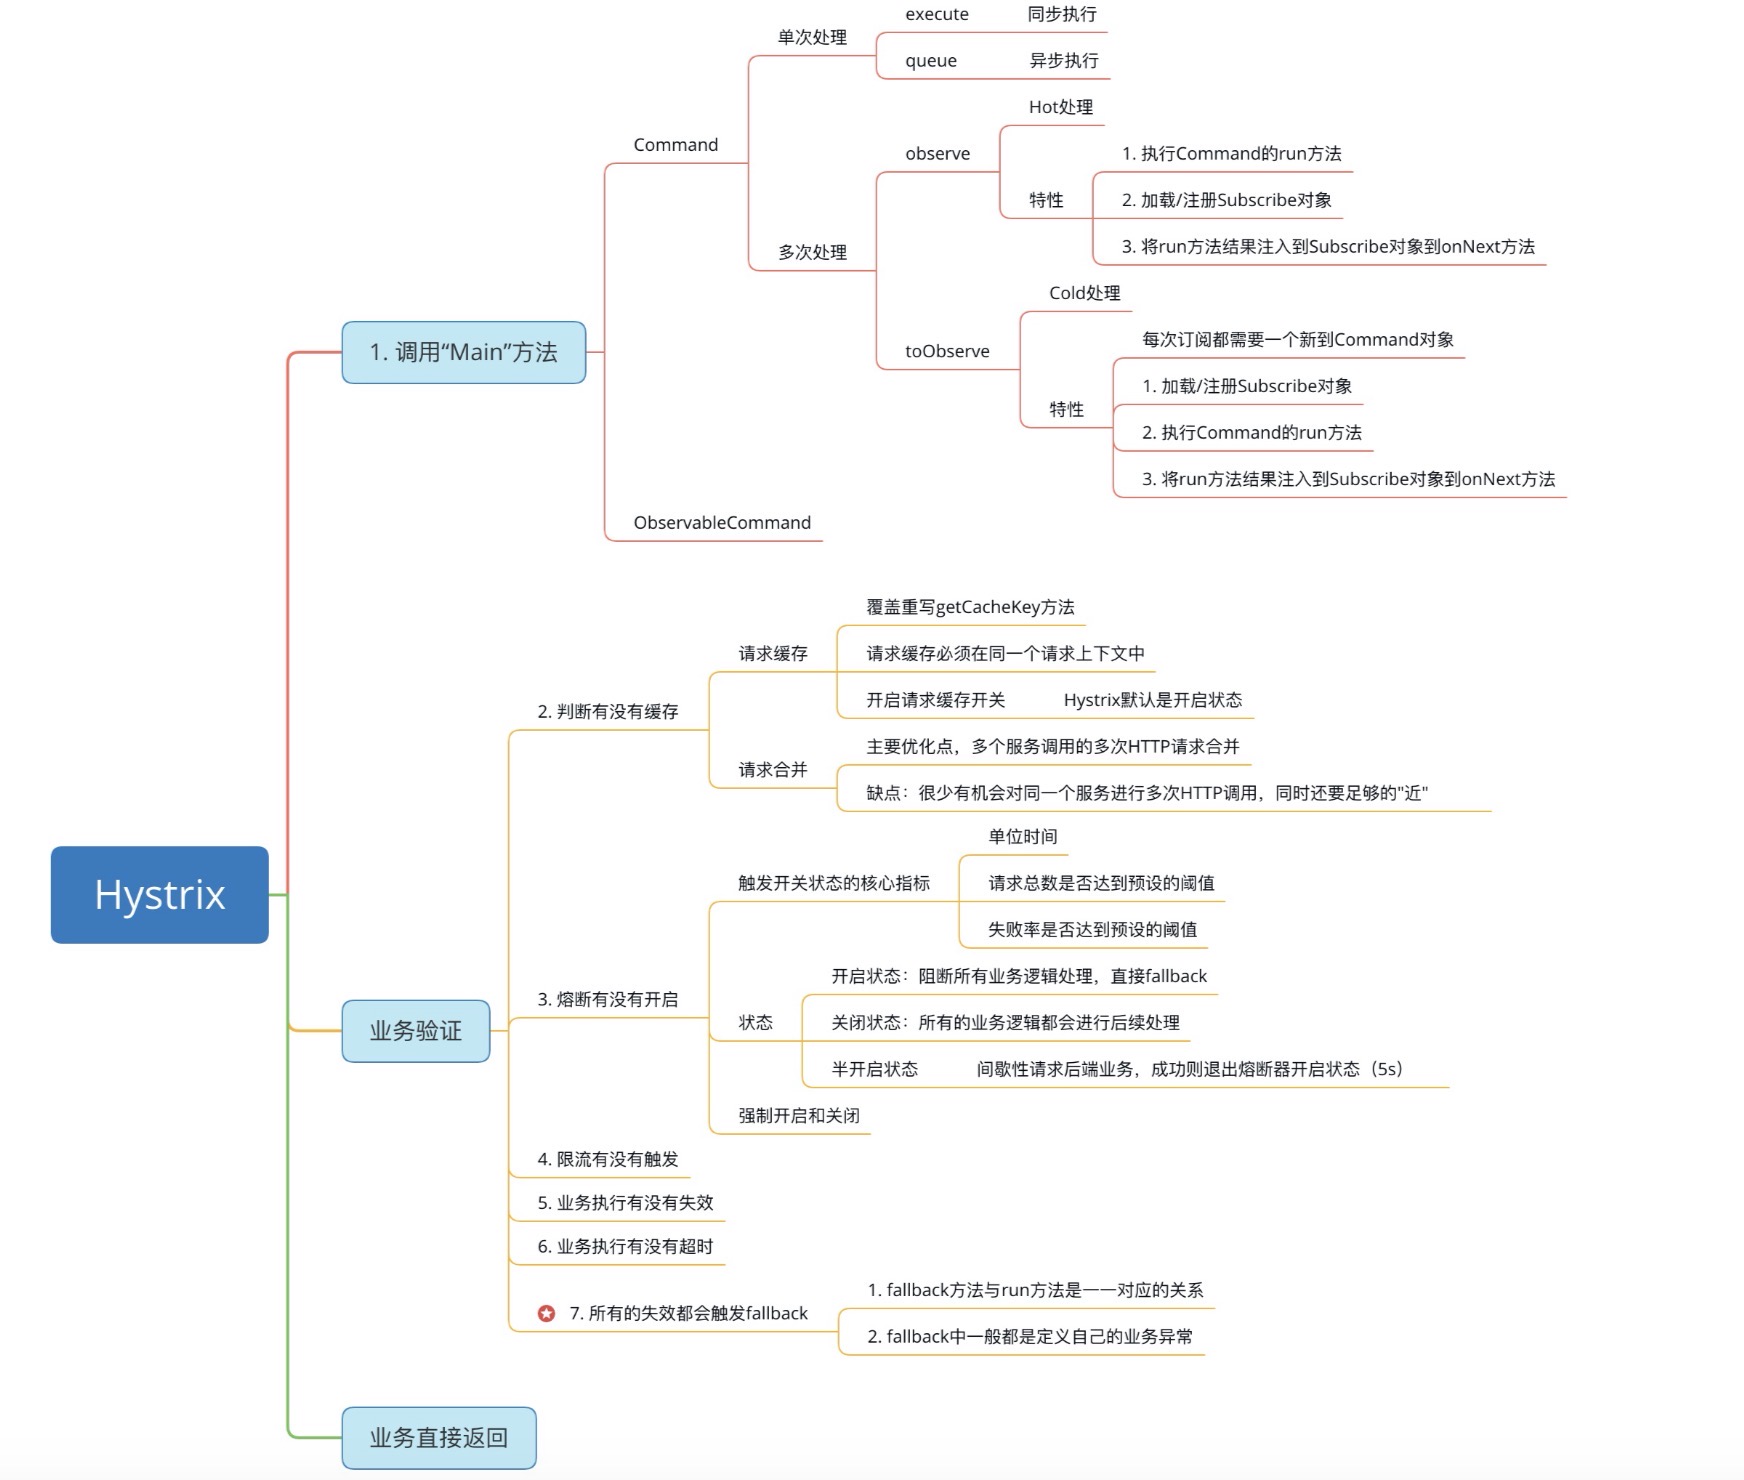 execute 同步执行
单次处理
queue 异步执行
Hot处理
Command
observe
1. 执行Command的run方法
特性
2. 加载/注册Subscribe对象
3. 将run方法结果注入到Subscribe对象到onNext方法
多次处理
Cold处理
每次订阅都需要一个新到Command对象
1. 调用“Main”方法
toObserve
1. 加载/注册Subscribe对象
特性
2. 执行Command的run方法
3. 将run方法结果注入到Subscribe对象到onNext方法
ObservableCommand
覆盖重写getCacheKey方法
请求缓存
请求缓存必须在同一个请求上下文中
开启请求缓存开关 Hystrix默认是开启状态
2. 判断有没有缓存
主要优化点，多个服务调用的多次HTTP请求合并
请求合并
缺点：很少有机会对同一个服务进行多次HTTP调用，同时还要足够的"近"
单位时间
Hystrix
触发开关状态的核心指标
请求总数是否达到预设的阈值
失败率是否达到预设的阈值
开启状态：阻断所有业务逻辑处理，直接fallback
3. 熔断有没有开启
状态
关闭状态：所有的业务逻辑都会进行后续处理
业务验证
半开启状态 间歇性请求后端业务，成功则退出熔断器开启状态（5s）
强制开启和关闭
4. 限流有没有触发
5. 业务执行有没有失效
6. 业务执行有没有超时
1. fallback方法与run方法是一一对应的关系
7. 所有的失效都会触发fallback
2. fallback中一般都是定义自己的业务异常
业务直接返回